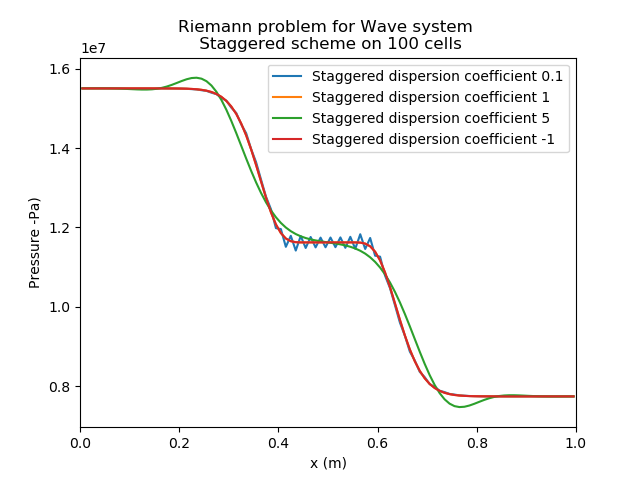 Riemann problem for Wave system
Staggered scheme on 100 cells
1e7
Staggered dispersion coefficient 0.1
Staggered dispersion coefficient 1
Staggered dispersion coefficient 5
Staggered dispersion coefficient -1
1.6
1.4
1.2
1.0
0.8
Pressure -Pa)
0.0 0.2 0.4 0.6 0.8 1.0
x (m)